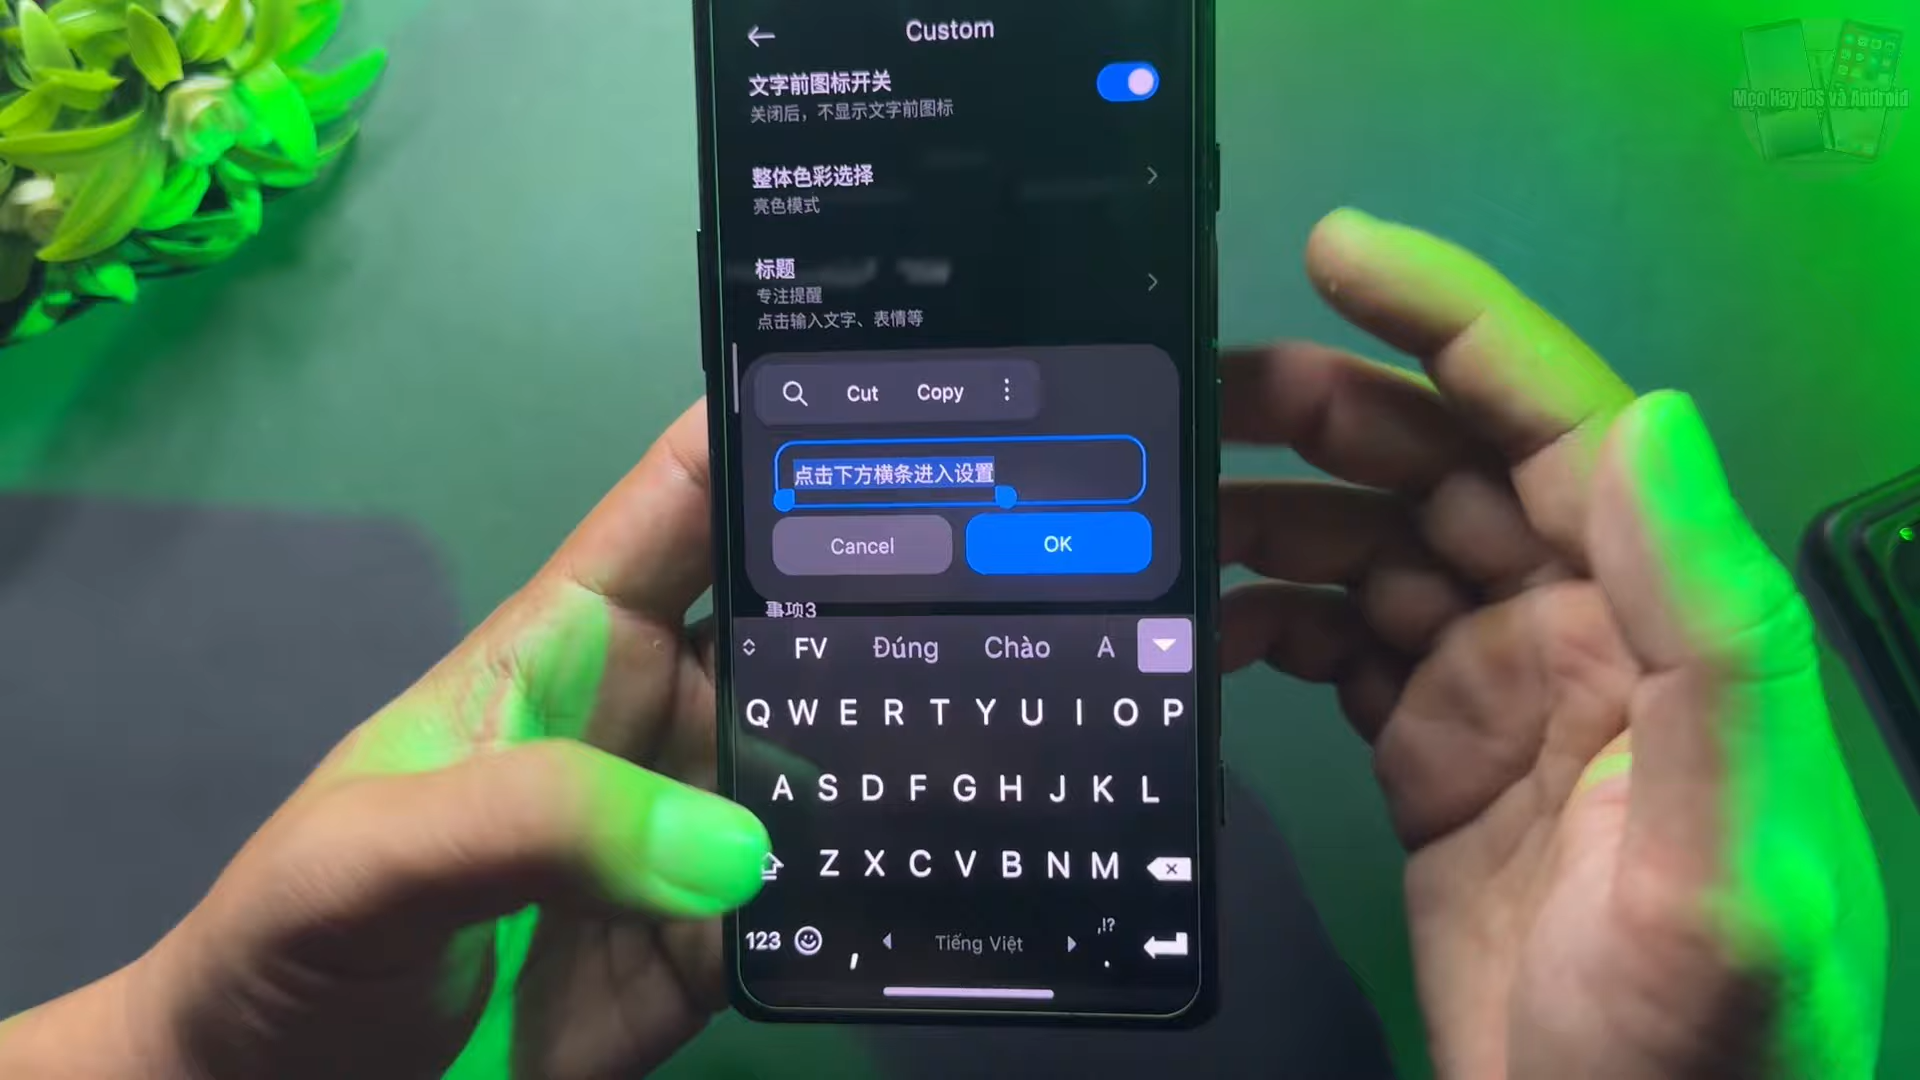 Custom
文字前图标开关
关闭后，不显示文字前图标
整体色彩选择
亮色模式
标题
专注提醒
点击输入文字、表情等
Cut Copy
点击下方横条进入设置
Cancel OK
事项3
FV Đúng Chào A
Q W E R T Y U I O P
A S D F G H J K L
Z X C V B N M
123 , Tiếng Việt ,!? .
Mẹo Hay iOS và Android